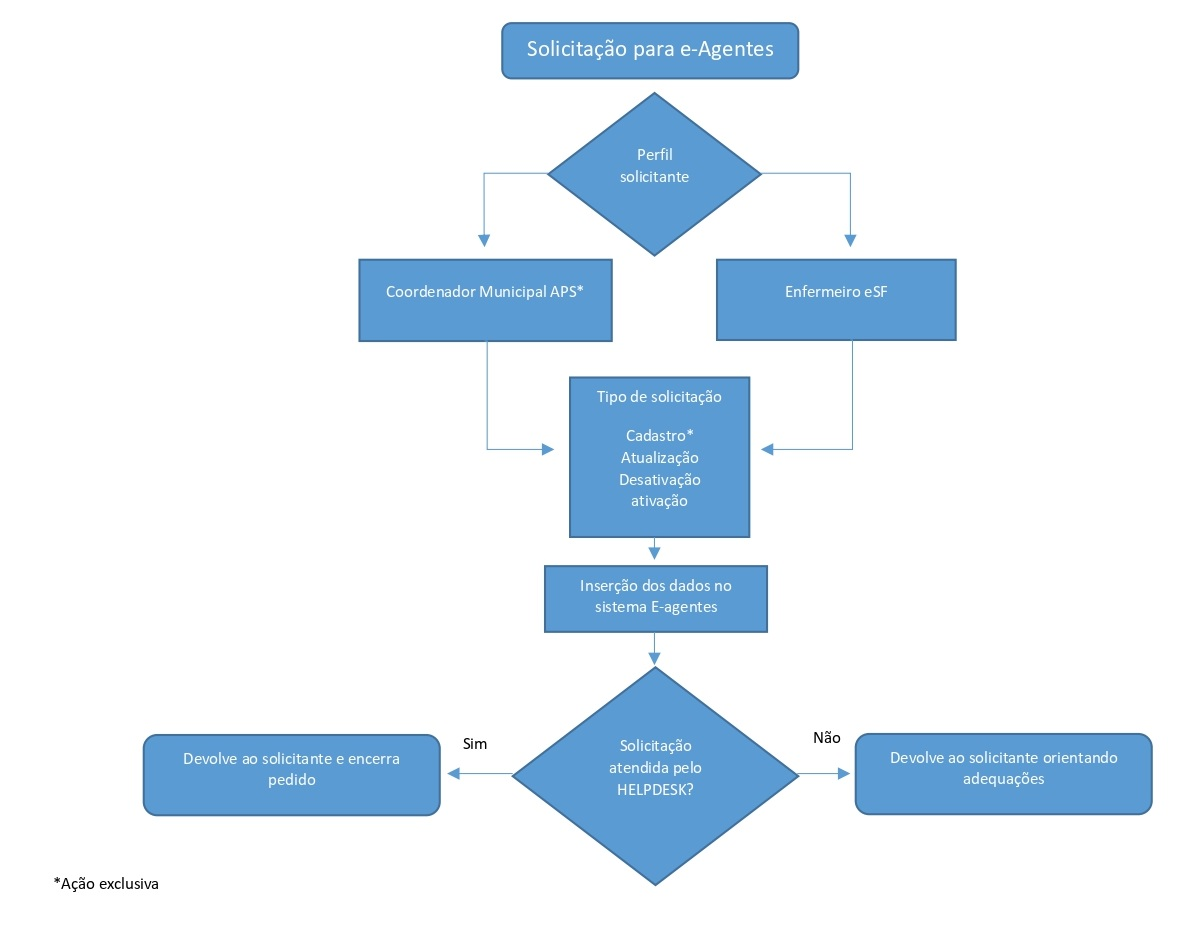 Solicitação para e-Agentes
Perfil
solicitante
Coordenador Municipal APS*
Enfermeiro eSF
Tipo de solicitação
Cadastro*
Atualização
Desativação
ativação
Inserção dos dados no
sistema E-agentes
Solicitação
atendida pelo
HELPDESK?
Sim
Não
Devolve ao solicitante e encerra
pedido
Devolve ao solicitante orientando
adequações
*Ação exclusiva